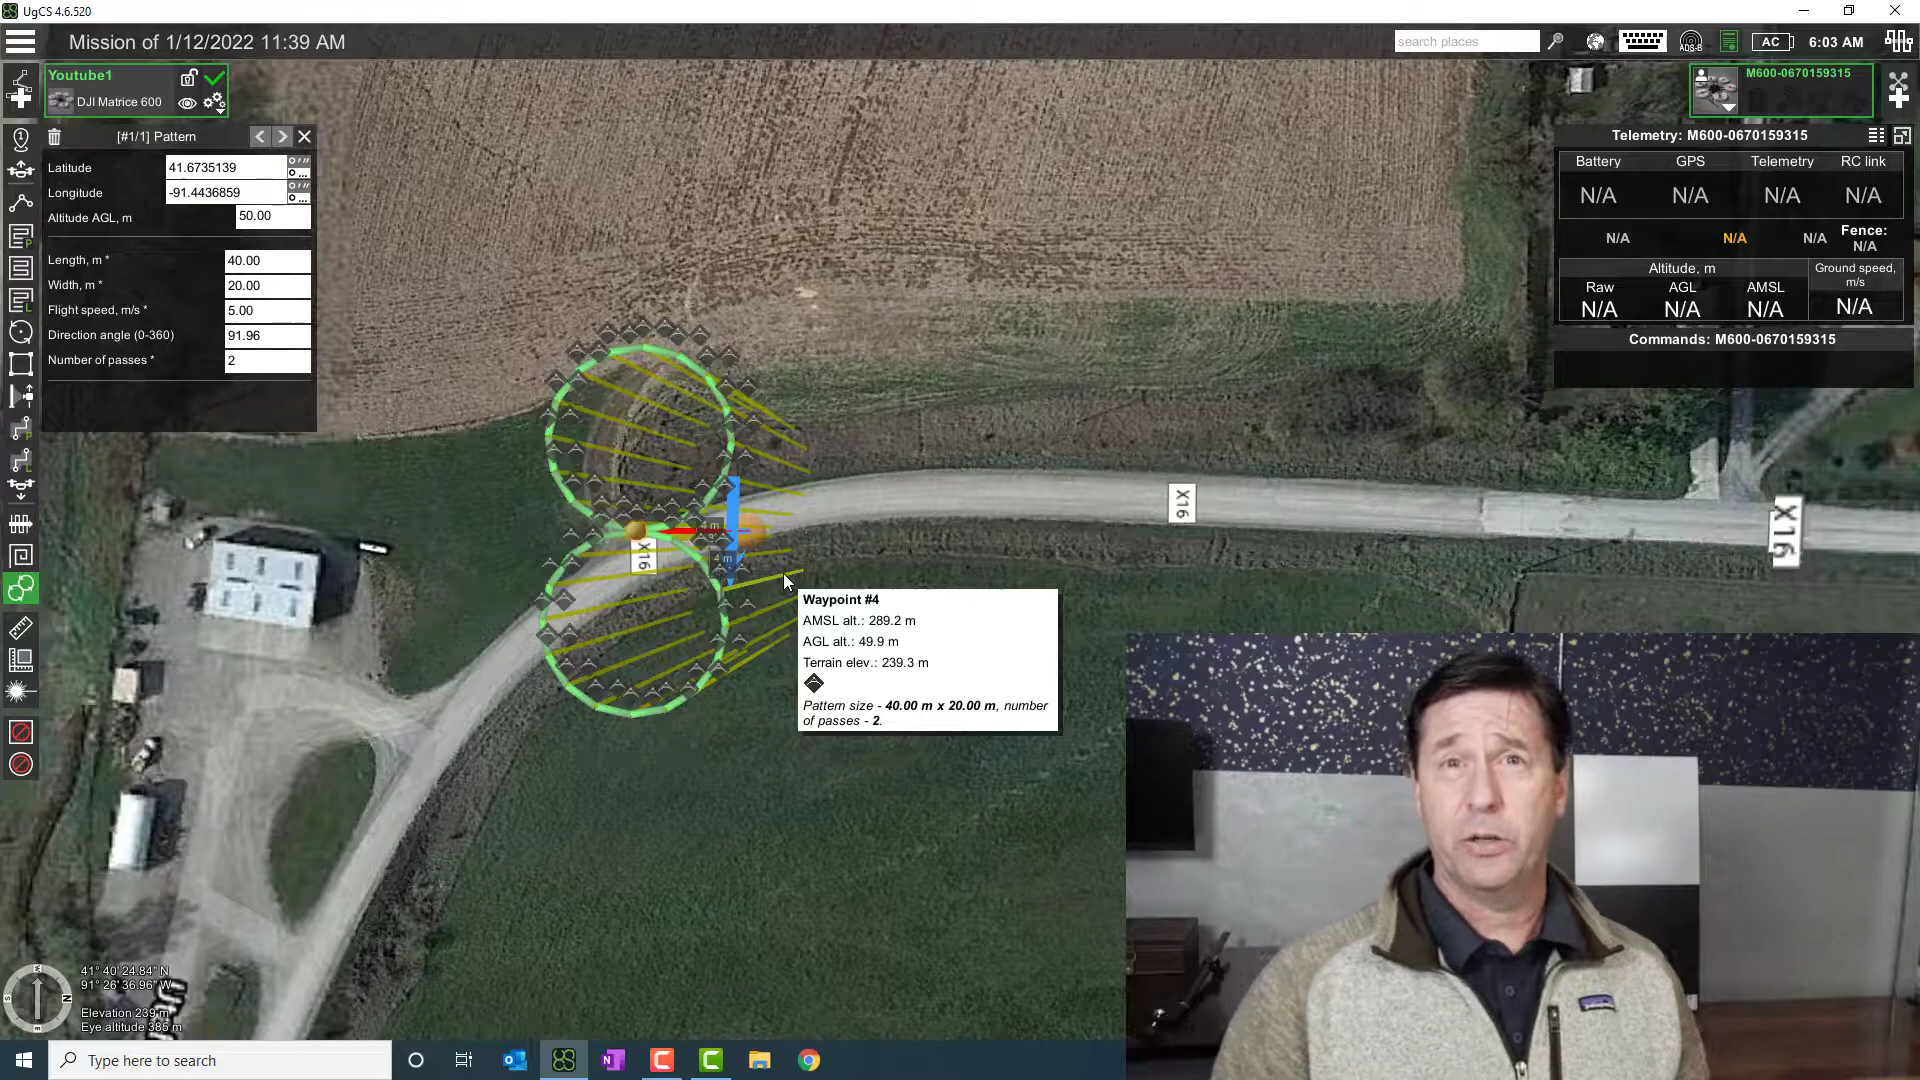 UgCS 4.6.520
Mission of 1/12/2022 11:39 AM
search places
ADS-B
AC
6:03 AM
Youtube1
DJI Matrice 600
M600-0670159315
[#1/1] Pattern
Latitude
41.6735139
Longitude
-91.4436859
Altitude AGL, m
50.00
Length, m *
40.00
Width, m *
20.00
Flight speed, m/s *
5.00
Direction angle (0-360)
91.96
Number of passes *
2
Telemetry: M600-0670159315
Battery
GPS
Telemetry
RC link
N/A
N/A
N/A
N/A
N/A
N/A
N/A
Fence:
N/A
Altitude, m
Ground speed, m/s
Raw
AGL
AMSL
N/A
N/A
N/A
N/A
Commands: M600-0670159315
X16
X16
X16
4 m
4 m
Waypoint #4
AMSL alt.: 289.2 m
AGL alt.: 49.9 m
Terrain elev.: 239.3 m
Pattern size - 40.00 m x 20.00 m, number
of passes - 2.
41° 40' 24.84" N
91° 26' 36.96" W
Elevation 239 m
Eye altitude 385 m
Type here to search